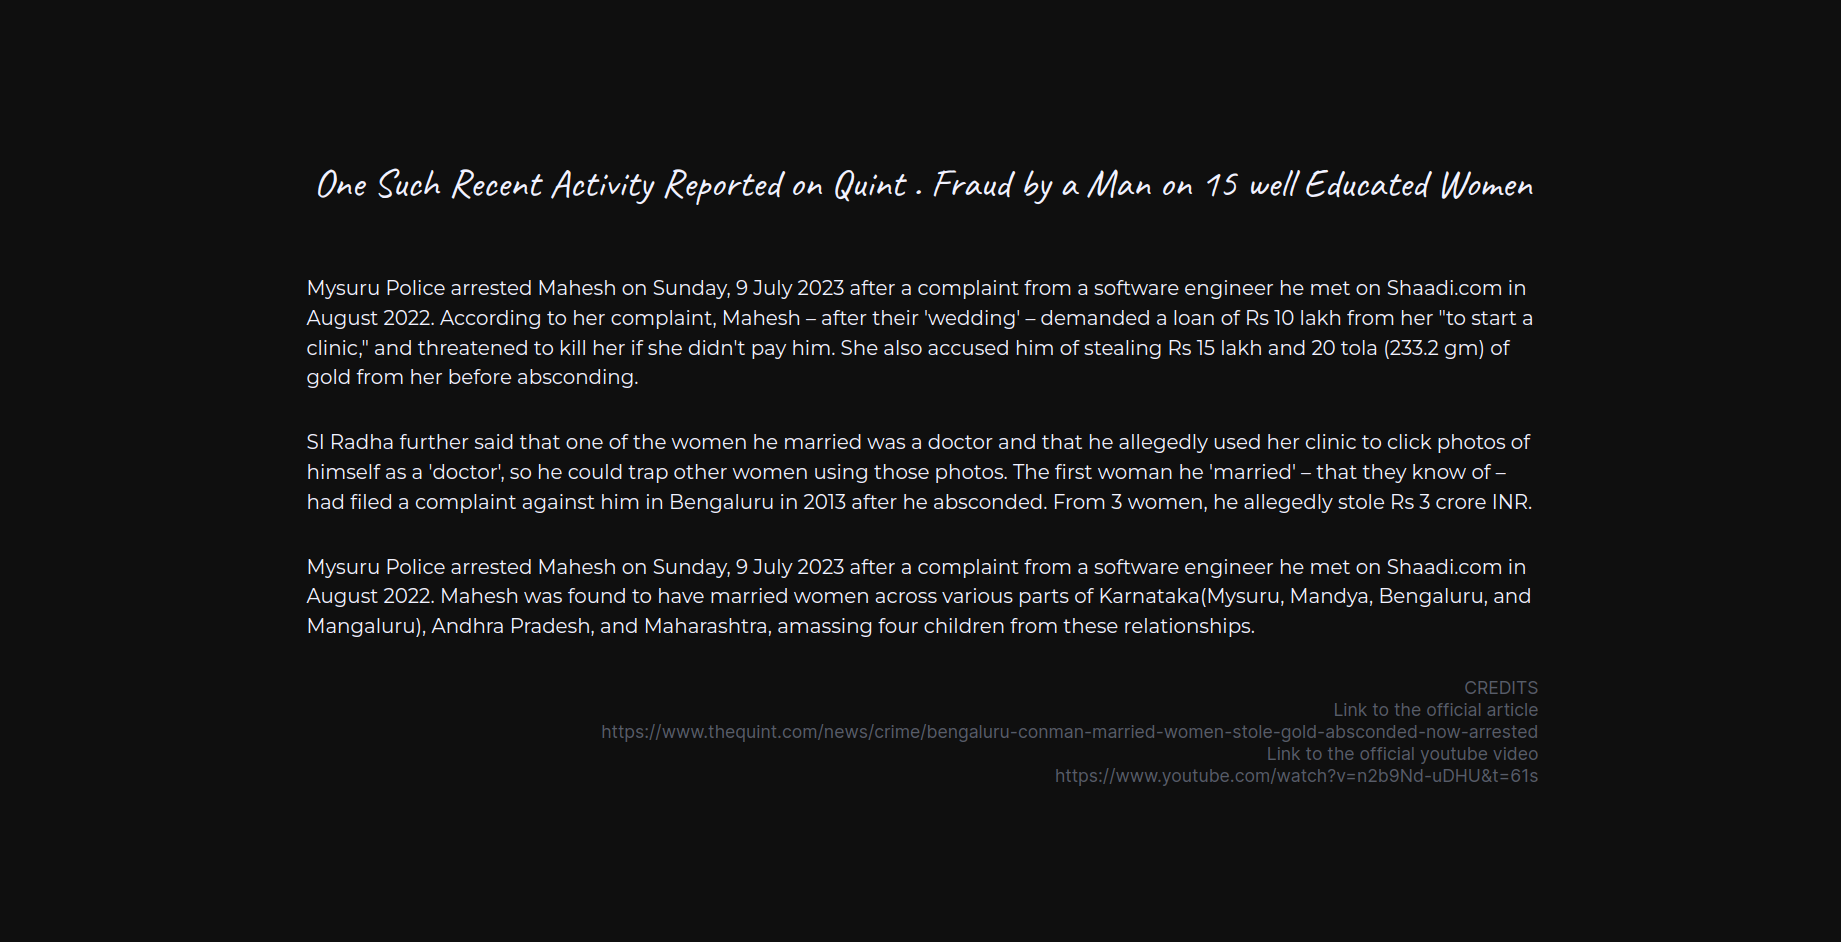 One Such Recent Activity Reported on Quint . Fraud by a Man on 15 well Educated Women
Mysuru Police arrested Mahesh on Sunday, 9 July 2023 after a complaint from a software engineer he met on Shaadi.com in
August 2022. According to her complaint, Mahesh – after their 'wedding' – demanded a loan of Rs 10 lakh from her "to start a
clinic," and threatened to kill her if she didn't pay him. She also accused him of stealing Rs 15 lakh and 20 tola (233.2 gm) of
gold from her before absconding.
SI Radha further said that one of the women he married was a doctor and that he allegedly used her clinic to click photos of
himself as a 'doctor', so he could trap other women using those photos. The first woman he 'married' – that they know of –
had filed a complaint against him in Bengaluru in 2013 after he absconded. From 3 women, he allegedly stole Rs 3 crore INR.
Mysuru Police arrested Mahesh on Sunday, 9 July 2023 after a complaint from a software engineer he met on Shaadi.com in
August 2022. Mahesh was found to have married women across various parts of Karnataka(Mysuru, Mandya, Bengaluru, and
Mangaluru), Andhra Pradesh, and Maharashtra, amassing four children from these relationships.
CREDITS
Link to the official article
https://www.thequint.com/news/crime/bengaluru-conman-married-women-stole-gold-absconded-now-arrested
Link to the official youtube video
https://www.youtube.com/watch?v=n2b9Nd-uDHU&t=61s